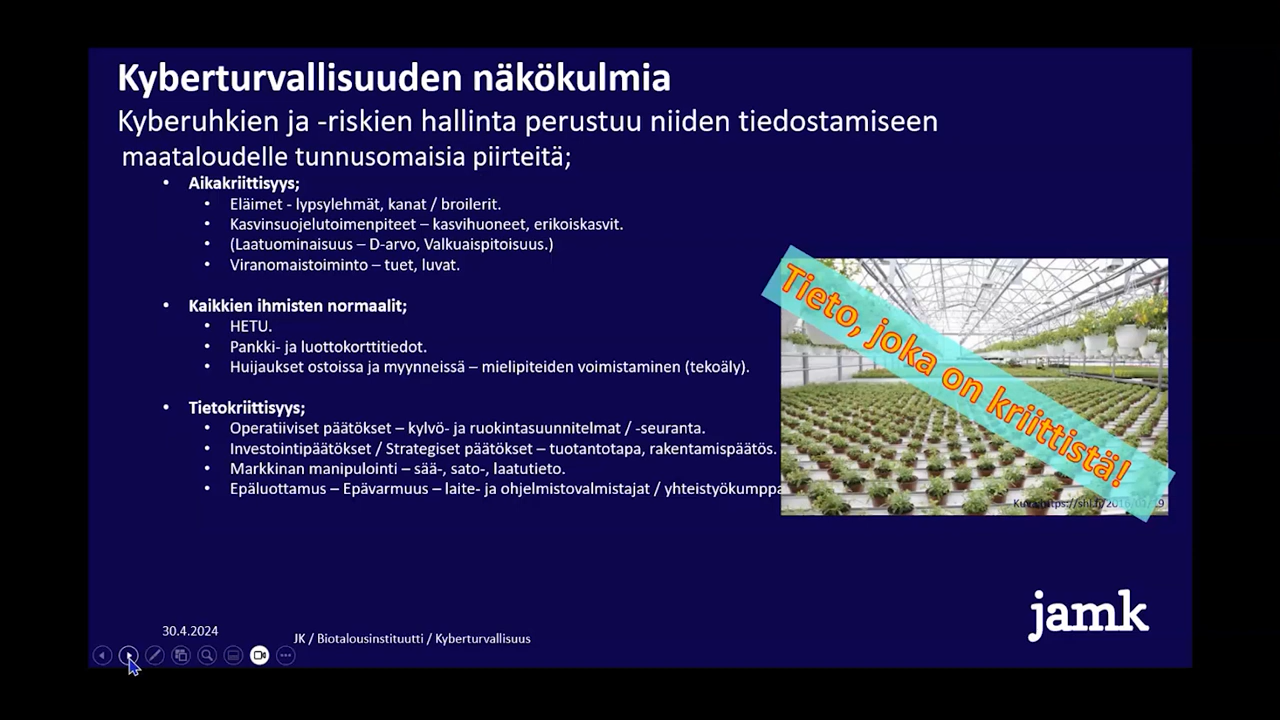 Kyberturvallisuuden näkökulmia
Kyberuhkien ja -riskien hallinta perustuu niiden tiedostamiseen
maataloudelle tunnusomaisia piirteitä;
• Aikakriittisyys;
• Eläimet - lypsylehmät, kanat / broilerit.
• Kasvinsuojelutoimenpiteet – kasvihuoneet, erikoiskasvit.
• (Laatuominaisuus – D-arvo, Valkuaispitoisuus.)
• Viranomaistoiminto – tuet, luvat.
• Kaikkien ihmisten normaalit;
• HETU.
• Pankki- ja luottokorttitiedot.
• Huijaukset ostoissa ja myynneissä – mielipiteiden voimistaminen (tekoäly).
• Tietokriittisyys;
• Operatiiviset päätökset – kylvö- ja ruokintasuunnitelmat / -seuranta.
• Investointipäätökset / Strategiset päätökset – tuotantotapa, rakentamispäätös.
• Markkinan manipulointi – sää-, sato-, laatutieto.
• Epäluottamus – Epävarmuus – laite- ja ohjelmistovalmistajat / yhteistyökumppa
Tieto, joka on kriittistä!
jamk
30.4.2024
JK / Biotalousinstituutti / Kyberturvallisuus